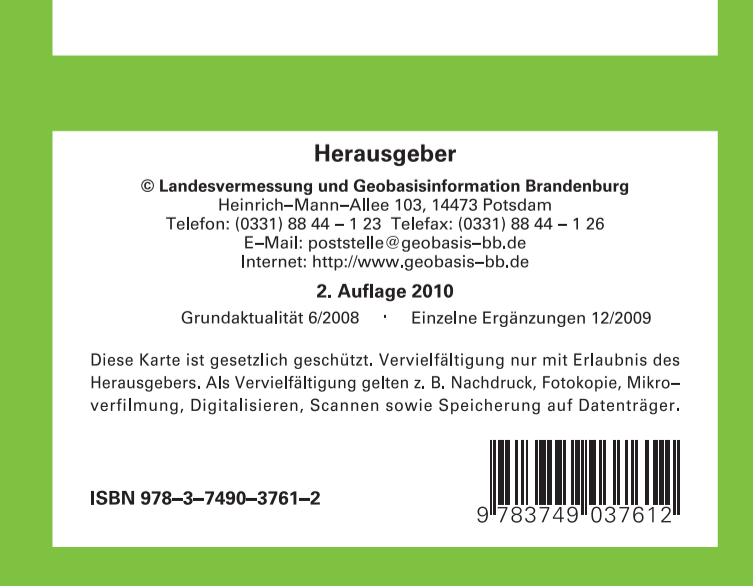 Herausgeber
© Landesvermessung und Geobasisinformation Brandenburg
Heinrich–Mann–Allee 103, 14473 Potsdam
Telefon: (0331) 88 44 – 1 23 Telefax: (0331) 88 44 – 1 26
E–Mail: poststelle@geobasis–bb.de
Internet: http://www.geobasis–bb.de
2. Auflage 2010
Grundaktualität 6/2008 · Einzelne Ergänzungen 12/2009
Diese Karte ist gesetzlich geschützt. Vervielfältigung nur mit Erlaubnis des
Herausgebers. Als Vervielfältigung gelten z. B. Nachdruck, Fotokopie, Mikro–
verfilmung, Digitalisieren, Scannen sowie Speicherung auf Datenträger.
ISBN 978–3–7490–3761–2
9 783749 037612